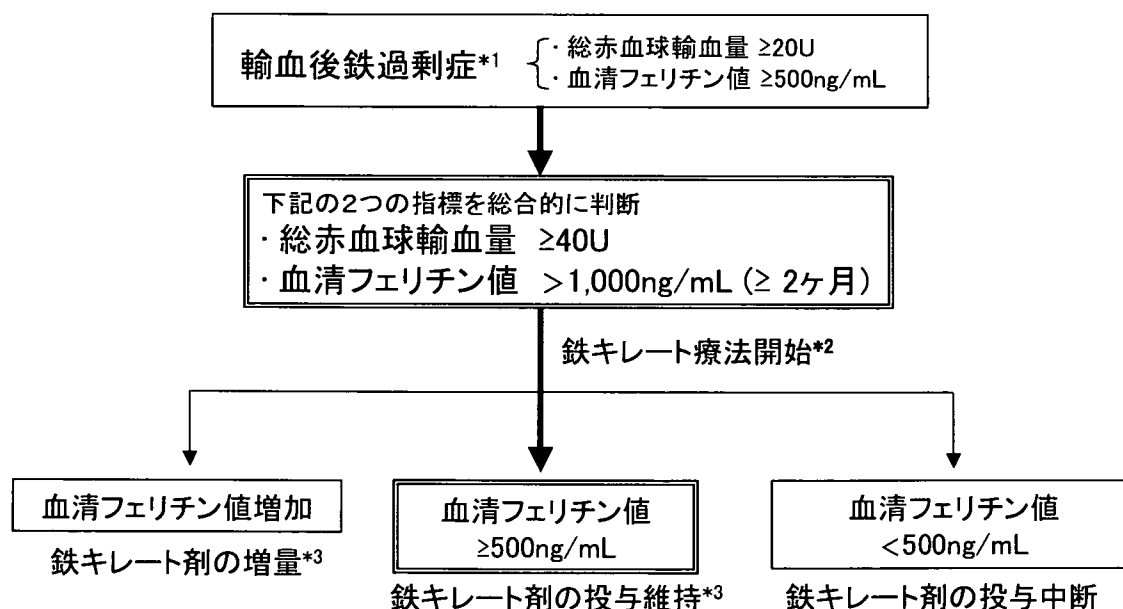 輸血後鉄過剰症*1
・総赤血球輸血量 ≥20U
・血清フェリチン値 ≥500ng/mL
下記の2つの指標を総合的に判断
・総赤血球輸血量 ≥40U
・血清フェリチン値 >1,000ng/mL (≥ 2ヶ月)
鉄キレート療法開始*2
血清フェリチン値増加
鉄キレート剤の増量*3
血清フェリチン値
≥500ng/mL
鉄キレート剤の投与維持*3
血清フェリチン値
<500ng/mL
鉄キレート剤の投与中断